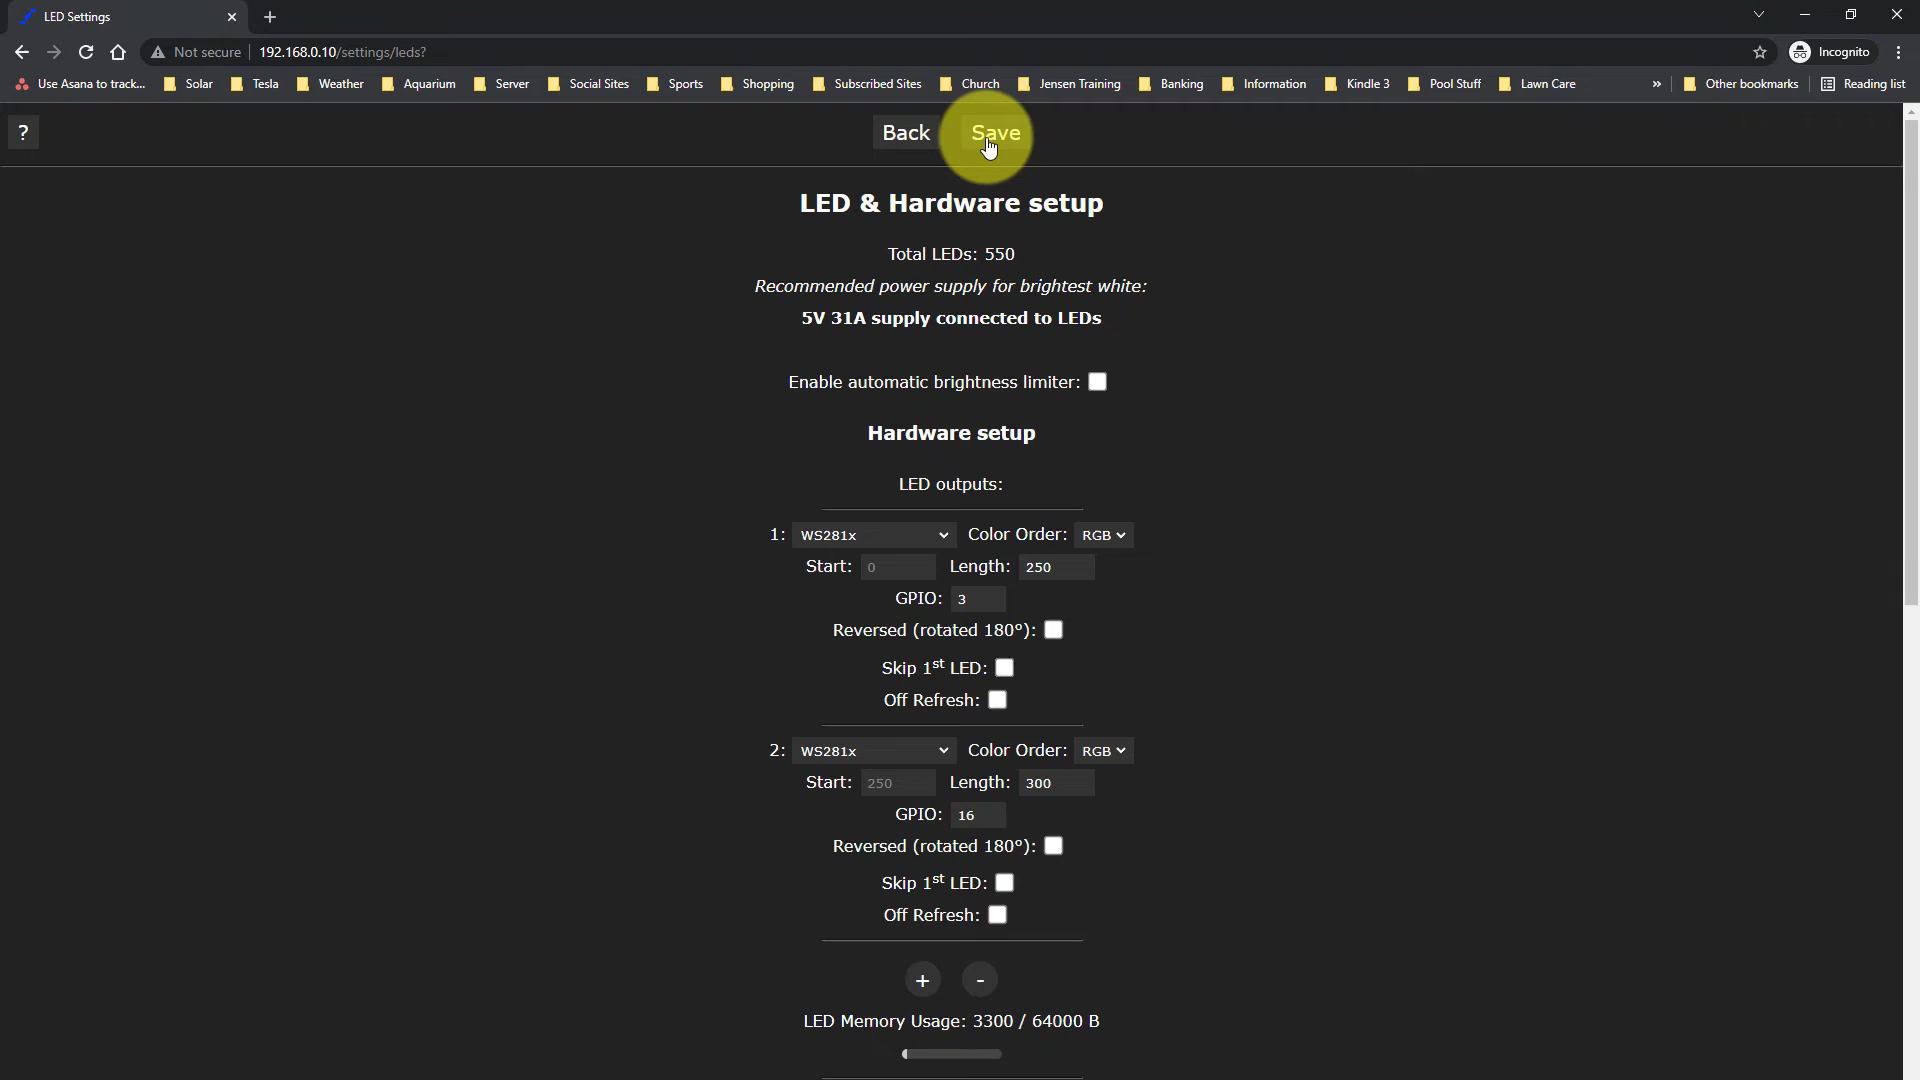 LED Settings
Not secure 192.168.0.10/settings/leds? Incognito
Use Asana to track... Solar Tesla Weather Aquarium Server Social Sites Sports Shopping Subscribed Sites Church Jensen Training Banking Information Kindle 3 Pool Stuff Lawn Care » Other bookmarks Reading list
? Back Save
LED & Hardware setup
Total LEDs: 550
Recommended power supply for brightest white:
5V 31A supply connected to LEDs
Enable automatic brightness limiter:
Hardware setup
LED outputs:
1: WS281x Color Order: RGB
Start: 0 Length: 250
GPIO: 3
Reversed (rotated 180°):
Skip 1st LED:
Off Refresh:
2: WS281x Color Order: RGB
Start: 250 Length: 300
GPIO: 16
Reversed (rotated 180°):
Skip 1st LED:
Off Refresh:
+ -
LED Memory Usage: 3300 / 64000 B